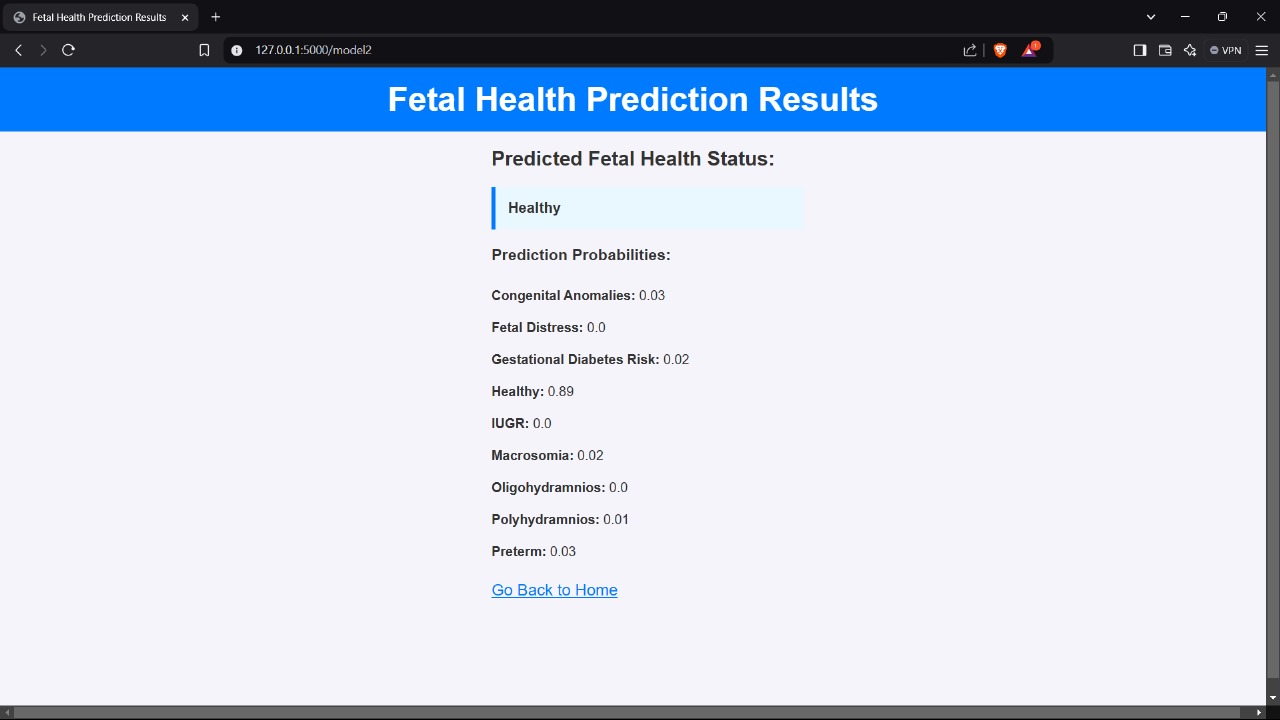 Fetal Health Prediction Results
127.0.0.1:5000/model2
1
VPN
Fetal Health Prediction Results
Predicted Fetal Health Status:
Healthy
Prediction Probabilities:
Congenital Anomalies: 0.03
Fetal Distress: 0.0
Gestational Diabetes Risk: 0.02
Healthy: 0.89
IUGR: 0.0
Macrosomia: 0.02
Oligohydramnios: 0.0
Polyhydramnios: 0.01
Preterm: 0.03
Go Back to Home